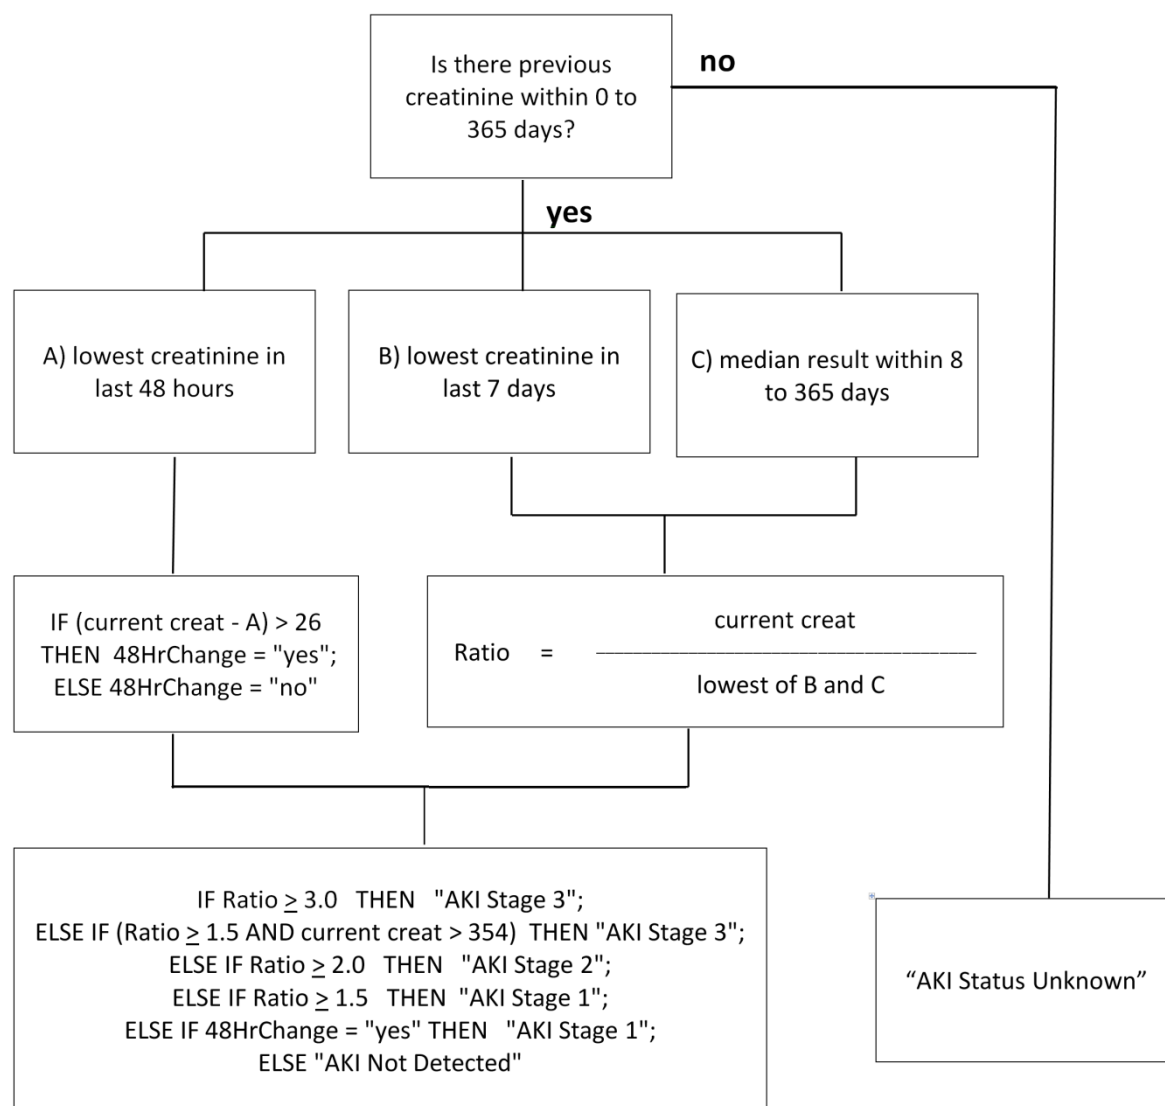 Is there previous
creatinine within 0 to
365 days?
no
yes
A) lowest creatinine in
last 48 hours
B) lowest creatinine in
last 7 days
C) median result within 8
to 365 days
IF (current creat - A) > 26
THEN  48HrChange = "yes";
ELSE 48HrChange = "no"
current creat
Ratio   =
lowest of B and C
IF Ratio ≥ 3.0   THEN   "AKI Stage 3";
ELSE IF (Ratio ≥ 1.5 AND current creat > 354)  THEN "AKI Stage 3";
ELSE IF Ratio ≥ 2.0   THEN   "AKI Stage 2";
ELSE IF Ratio ≥ 1.5   THEN  "AKI Stage 1";
ELSE IF 48HrChange = "yes" THEN   "AKI Stage 1";
ELSE "AKI Not Detected"
“AKI Status Unknown”